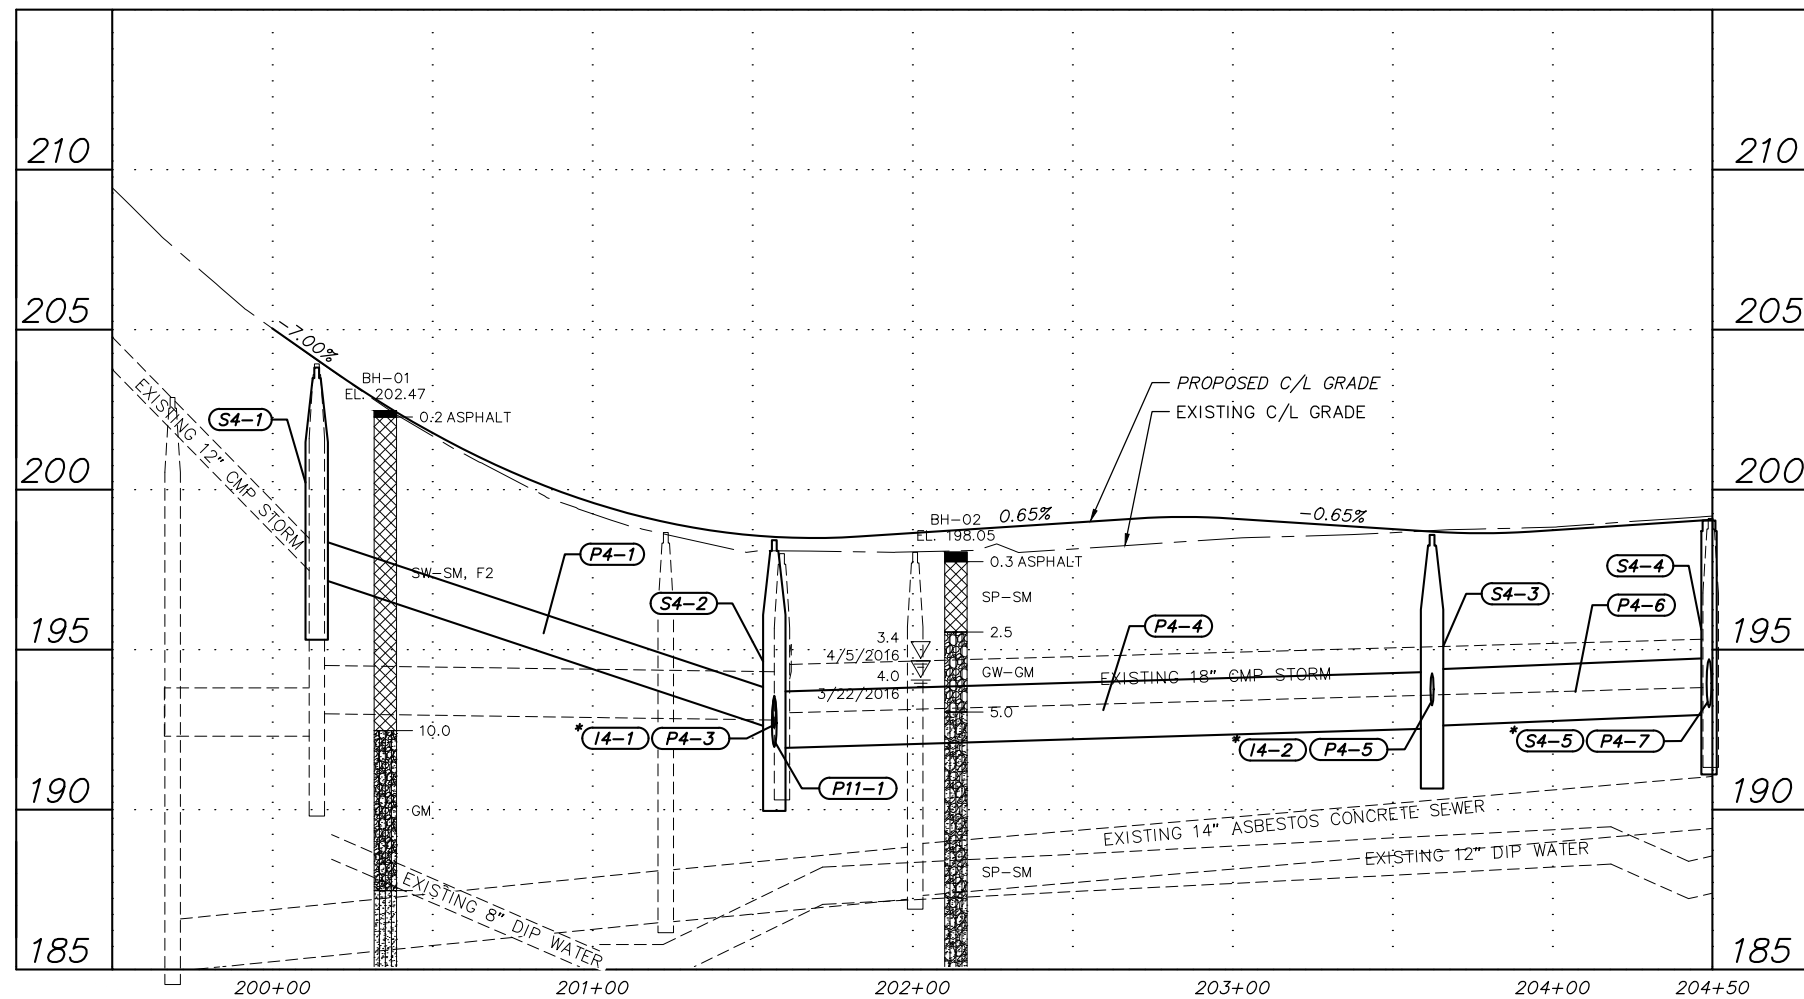 210 210
205 205
-7.00%
BH-01
EL. 202.47
PROPOSED C/L GRADE
EXISTING C/L GRADE
EXISTING 12" CMP STORM
S4-1
0.2 ASPHALT
200 200
BH-02 0.65% -0.65%
EL. 198.05
P4-1
0.3 ASPHALT
S4-4
SW-SM, F2
S4-2
SP-SM
S4-3
P4-6
3.4
2.5
P4-4
195 195
4/5/2016
4.0
GW-GM
EXISTING 18" CMP STORM
3/22/2016
5.0
10.0
* I4-1 P4-3
* I4-2 P4-5
* S4-5 P4-7
P11-1
190 190
GM
EXISTING 14" ASBESTOS CONCRETE SEWER
EXISTING 12" DIP WATER
SP-SM
EXISTING 8" DIP WATER
185 185
200+00 201+00 202+00 203+00 204+00 204+50